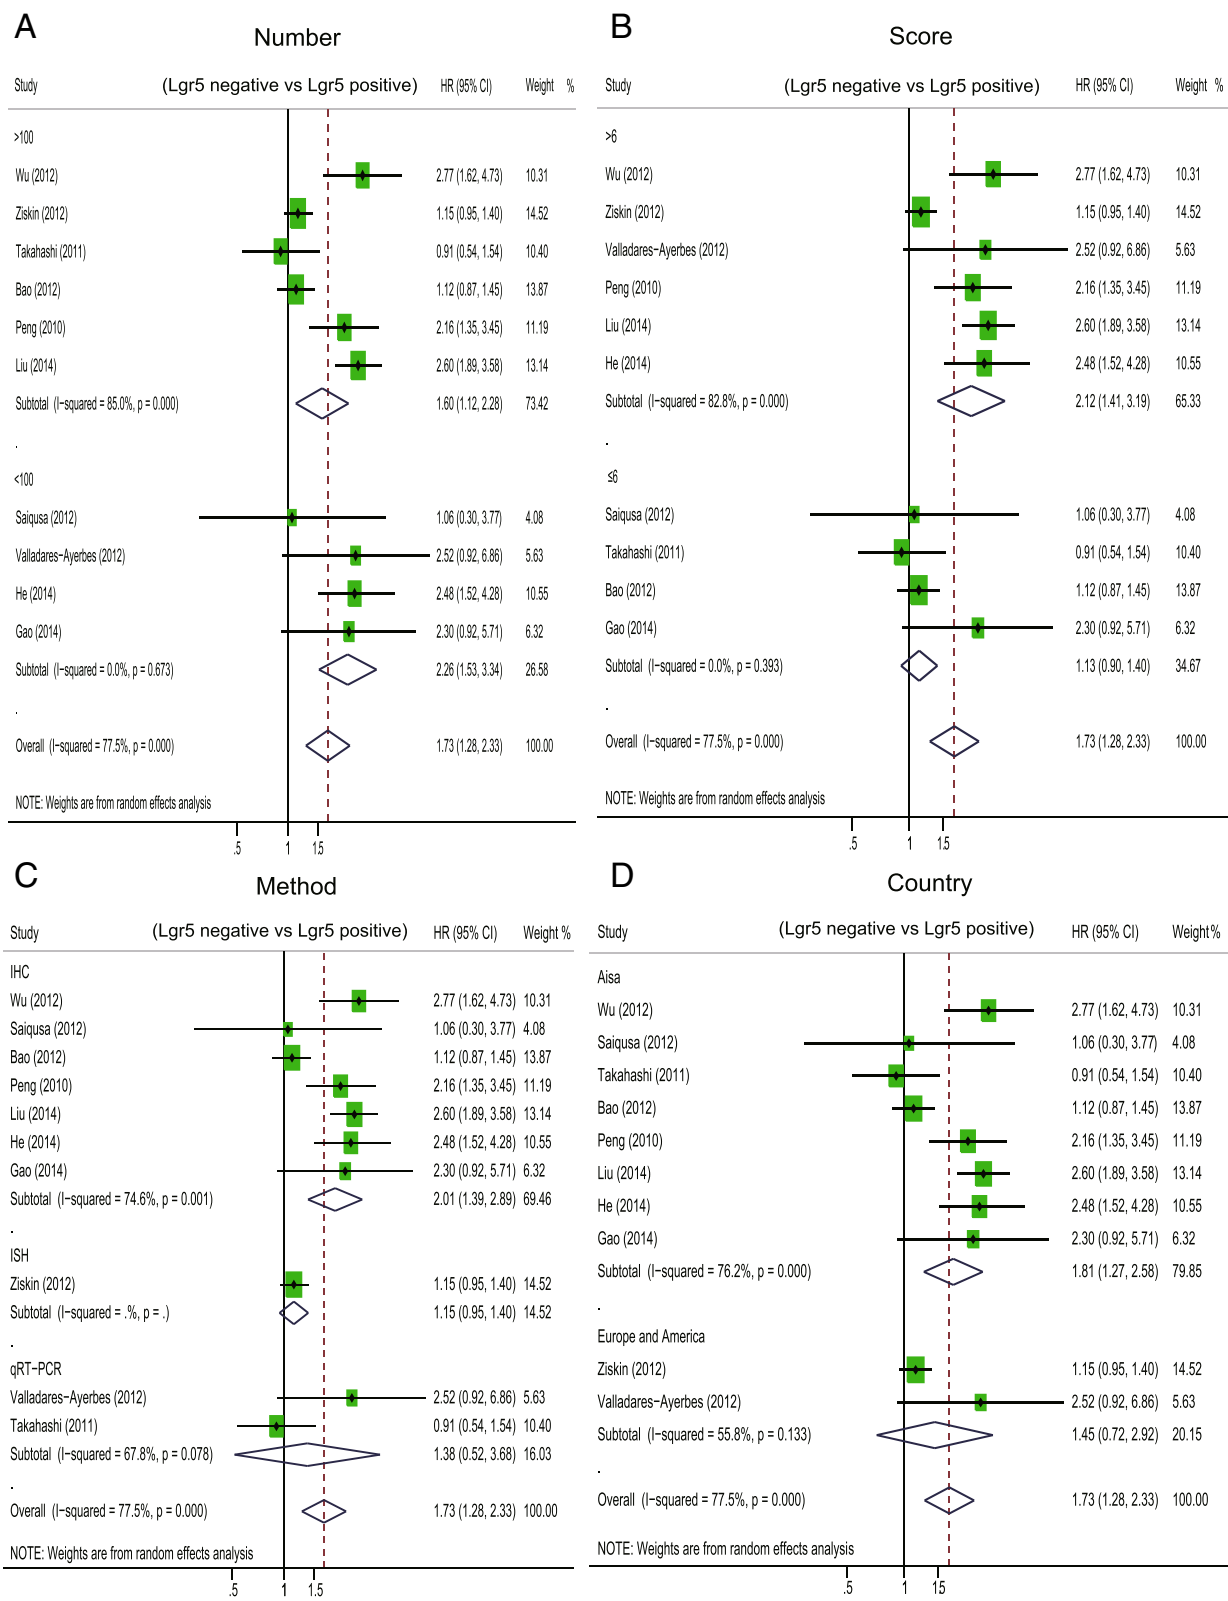 A
Number
Study (Lgr5 negative vs Lgr5 positive) HR (95% CI) Weight %
>100
Wu (2012) 2.77 (1.62, 4.73) 10.31
Ziskin (2012) 1.15 (0.95, 1.40) 14.52
Takahashi (2011) 0.91 (0.54, 1.54) 10.40
Bao (2012) 1.12 (0.87, 1.45) 13.87
Peng (2010) 2.16 (1.35, 3.45) 11.19
Liu (2014) 2.60 (1.89, 3.58) 13.14
Subtotal (I-squared = 85.0%, p = 0.000) 1.60 (1.12, 2.28) 73.42
.
<100
Saiqusa (2012) 1.06 (0.30, 3.77) 4.08
Valladares-Ayerbes (2012) 2.52 (0.92, 6.86) 5.63
He (2014) 2.48 (1.52, 4.28) 10.55
Gao (2014) 2.30 (0.92, 5.71) 6.32
Subtotal (I-squared = 0.0%, p = 0.673) 2.26 (1.53, 3.34) 26.58
.
Overall (I-squared = 77.5%, p = 0.000) 1.73 (1.28, 2.33) 100.00
NOTE: Weights are from random effects analysis
.5 1 1.5
B
Score
Study (Lgr5 negative vs Lgr5 positive) HR (95% CI) Weight %
>6
Wu (2012) 2.77 (1.62, 4.73) 10.31
Ziskin (2012) 1.15 (0.95, 1.40) 14.52
Valladares-Ayerbes (2012) 2.52 (0.92, 6.86) 5.63
Peng (2010) 2.16 (1.35, 3.45) 11.19
Liu (2014) 2.60 (1.89, 3.58) 13.14
He (2014) 2.48 (1.52, 4.28) 10.55
Subtotal (I-squared = 82.8%, p = 0.000) 2.12 (1.41, 3.19) 65.33
.
≤6
Saiqusa (2012) 1.06 (0.30, 3.77) 4.08
Takahashi (2011) 0.91 (0.54, 1.54) 10.40
Bao (2012) 1.12 (0.87, 1.45) 13.87
Gao (2014) 2.30 (0.92, 5.71) 6.32
Subtotal (I-squared = 0.0%, p = 0.393) 1.13 (0.90, 1.40) 34.67
.
Overall (I-squared = 77.5%, p = 0.000) 1.73 (1.28, 2.33) 100.00
NOTE: Weights are from random effects analysis
.5 1 1.5
C
Method
Study (Lgr5 negative vs Lgr5 positive) HR (95% CI) Weight %
IHC
Wu (2012) 2.77 (1.62, 4.73) 10.31
Saiqusa (2012) 1.06 (0.30, 3.77) 4.08
Bao (2012) 1.12 (0.87, 1.45) 13.87
Peng (2010) 2.16 (1.35, 3.45) 11.19
Liu (2014) 2.60 (1.89, 3.58) 13.14
He (2014) 2.48 (1.52, 4.28) 10.55
Gao (2014) 2.30 (0.92, 5.71) 6.32
Subtotal (I-squared = 74.6%, p = 0.001) 2.01 (1.39, 2.89) 69.46
.
ISH
Ziskin (2012) 1.15 (0.95, 1.40) 14.52
Subtotal (I-squared = .%, p = .) 1.15 (0.95, 1.40) 14.52
.
qRT-PCR
Valladares-Ayerbes (2012) 2.52 (0.92, 6.86) 5.63
Takahashi (2011) 0.91 (0.54, 1.54) 10.40
Subtotal (I-squared = 67.8%, p = 0.078) 1.38 (0.52, 3.68) 16.03
.
Overall (I-squared = 77.5%, p = 0.000) 1.73 (1.28, 2.33) 100.00
NOTE: Weights are from random effects analysis
.5 1 1.5
D
Country
Study (Lgr5 negative vs Lgr5 positive) HR (95% CI) Weight%
Aisa
Wu (2012) 2.77 (1.62, 4.73) 10.31
Saiqusa (2012) 1.06 (0.30, 3.77) 4.08
Takahashi (2011) 0.91 (0.54, 1.54) 10.40
Bao (2012) 1.12 (0.87, 1.45) 13.87
Peng (2010) 2.16 (1.35, 3.45) 11.19
Liu (2014) 2.60 (1.89, 3.58) 13.14
He (2014) 2.48 (1.52, 4.28) 10.55
Gao (2014) 2.30 (0.92, 5.71) 6.32
Subtotal (I-squared = 76.2%, p = 0.000) 1.81 (1.27, 2.58) 79.85
.
Europe and America
Ziskin (2012) 1.15 (0.95, 1.40) 14.52
Valladares-Ayerbes (2012) 2.52 (0.92, 6.86) 5.63
Subtotal (I-squared = 55.8%, p = 0.133) 1.45 (0.72, 2.92) 20.15
.
Overall (I-squared = 77.5%, p = 0.000) 1.73 (1.28, 2.33) 100.00
NOTE: Weights are from random effects analysis
.5 1 1.5